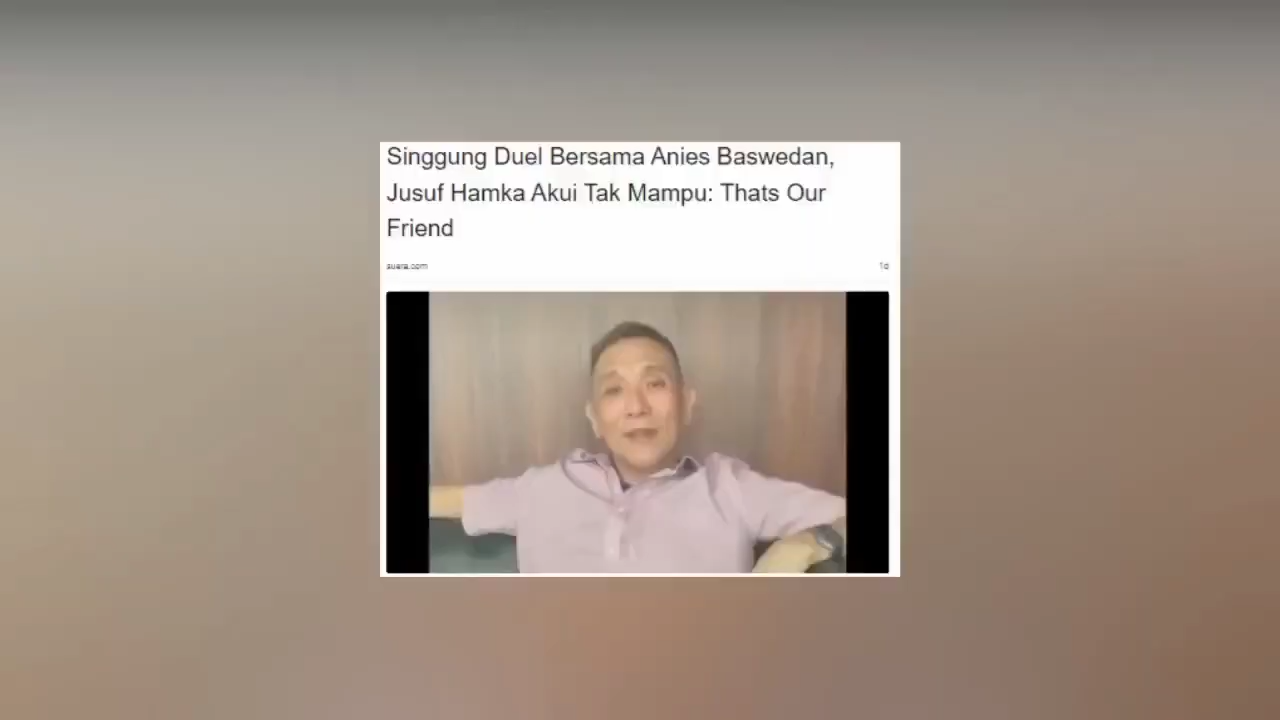 Singgung Duel Bersama Anies Baswedan,
Jusuf Hamka Akui Tak Mampu: Thats Our
Friend
suara.com 1d